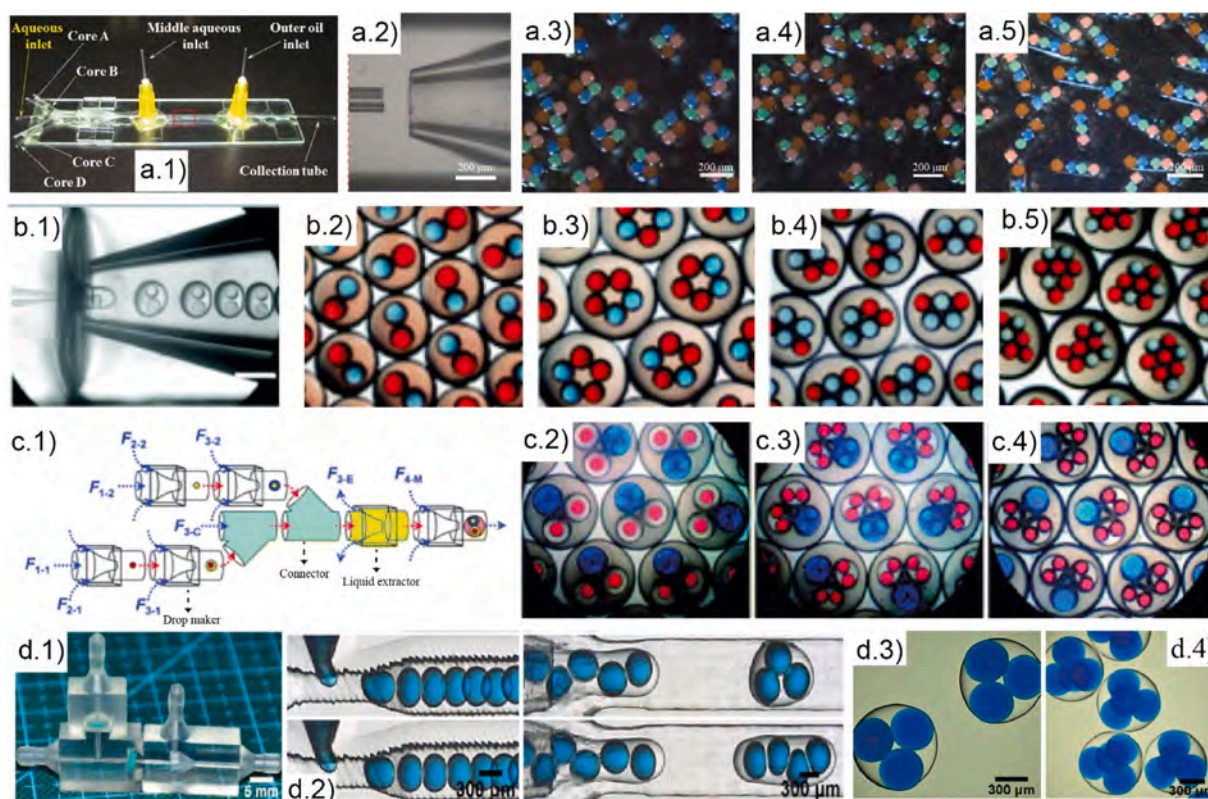 Aqueous
inlet
Core A
Core B
Middle aqueous
inlet
Outer oil
inlet
Core C
Core D
Collection tube
a.1)
a.2)
200 μm
a.3)
200 μm
a.4)
200 μm
a.5)
200 μm
b.1)
b.2)
b.3)
b.4)
b.5)
c.1)
F2-2
F3-2
F1-2
F3-E
F4-M
F3-C
F1-1
F2-1
F3-1
Connector
Liquid extractor
Drop maker
c.2)
c.3)
c.4)
d.1)
5 mm
d.2)
300 μm
300 μm
d.3)
300 μm
d.4)
300 μm